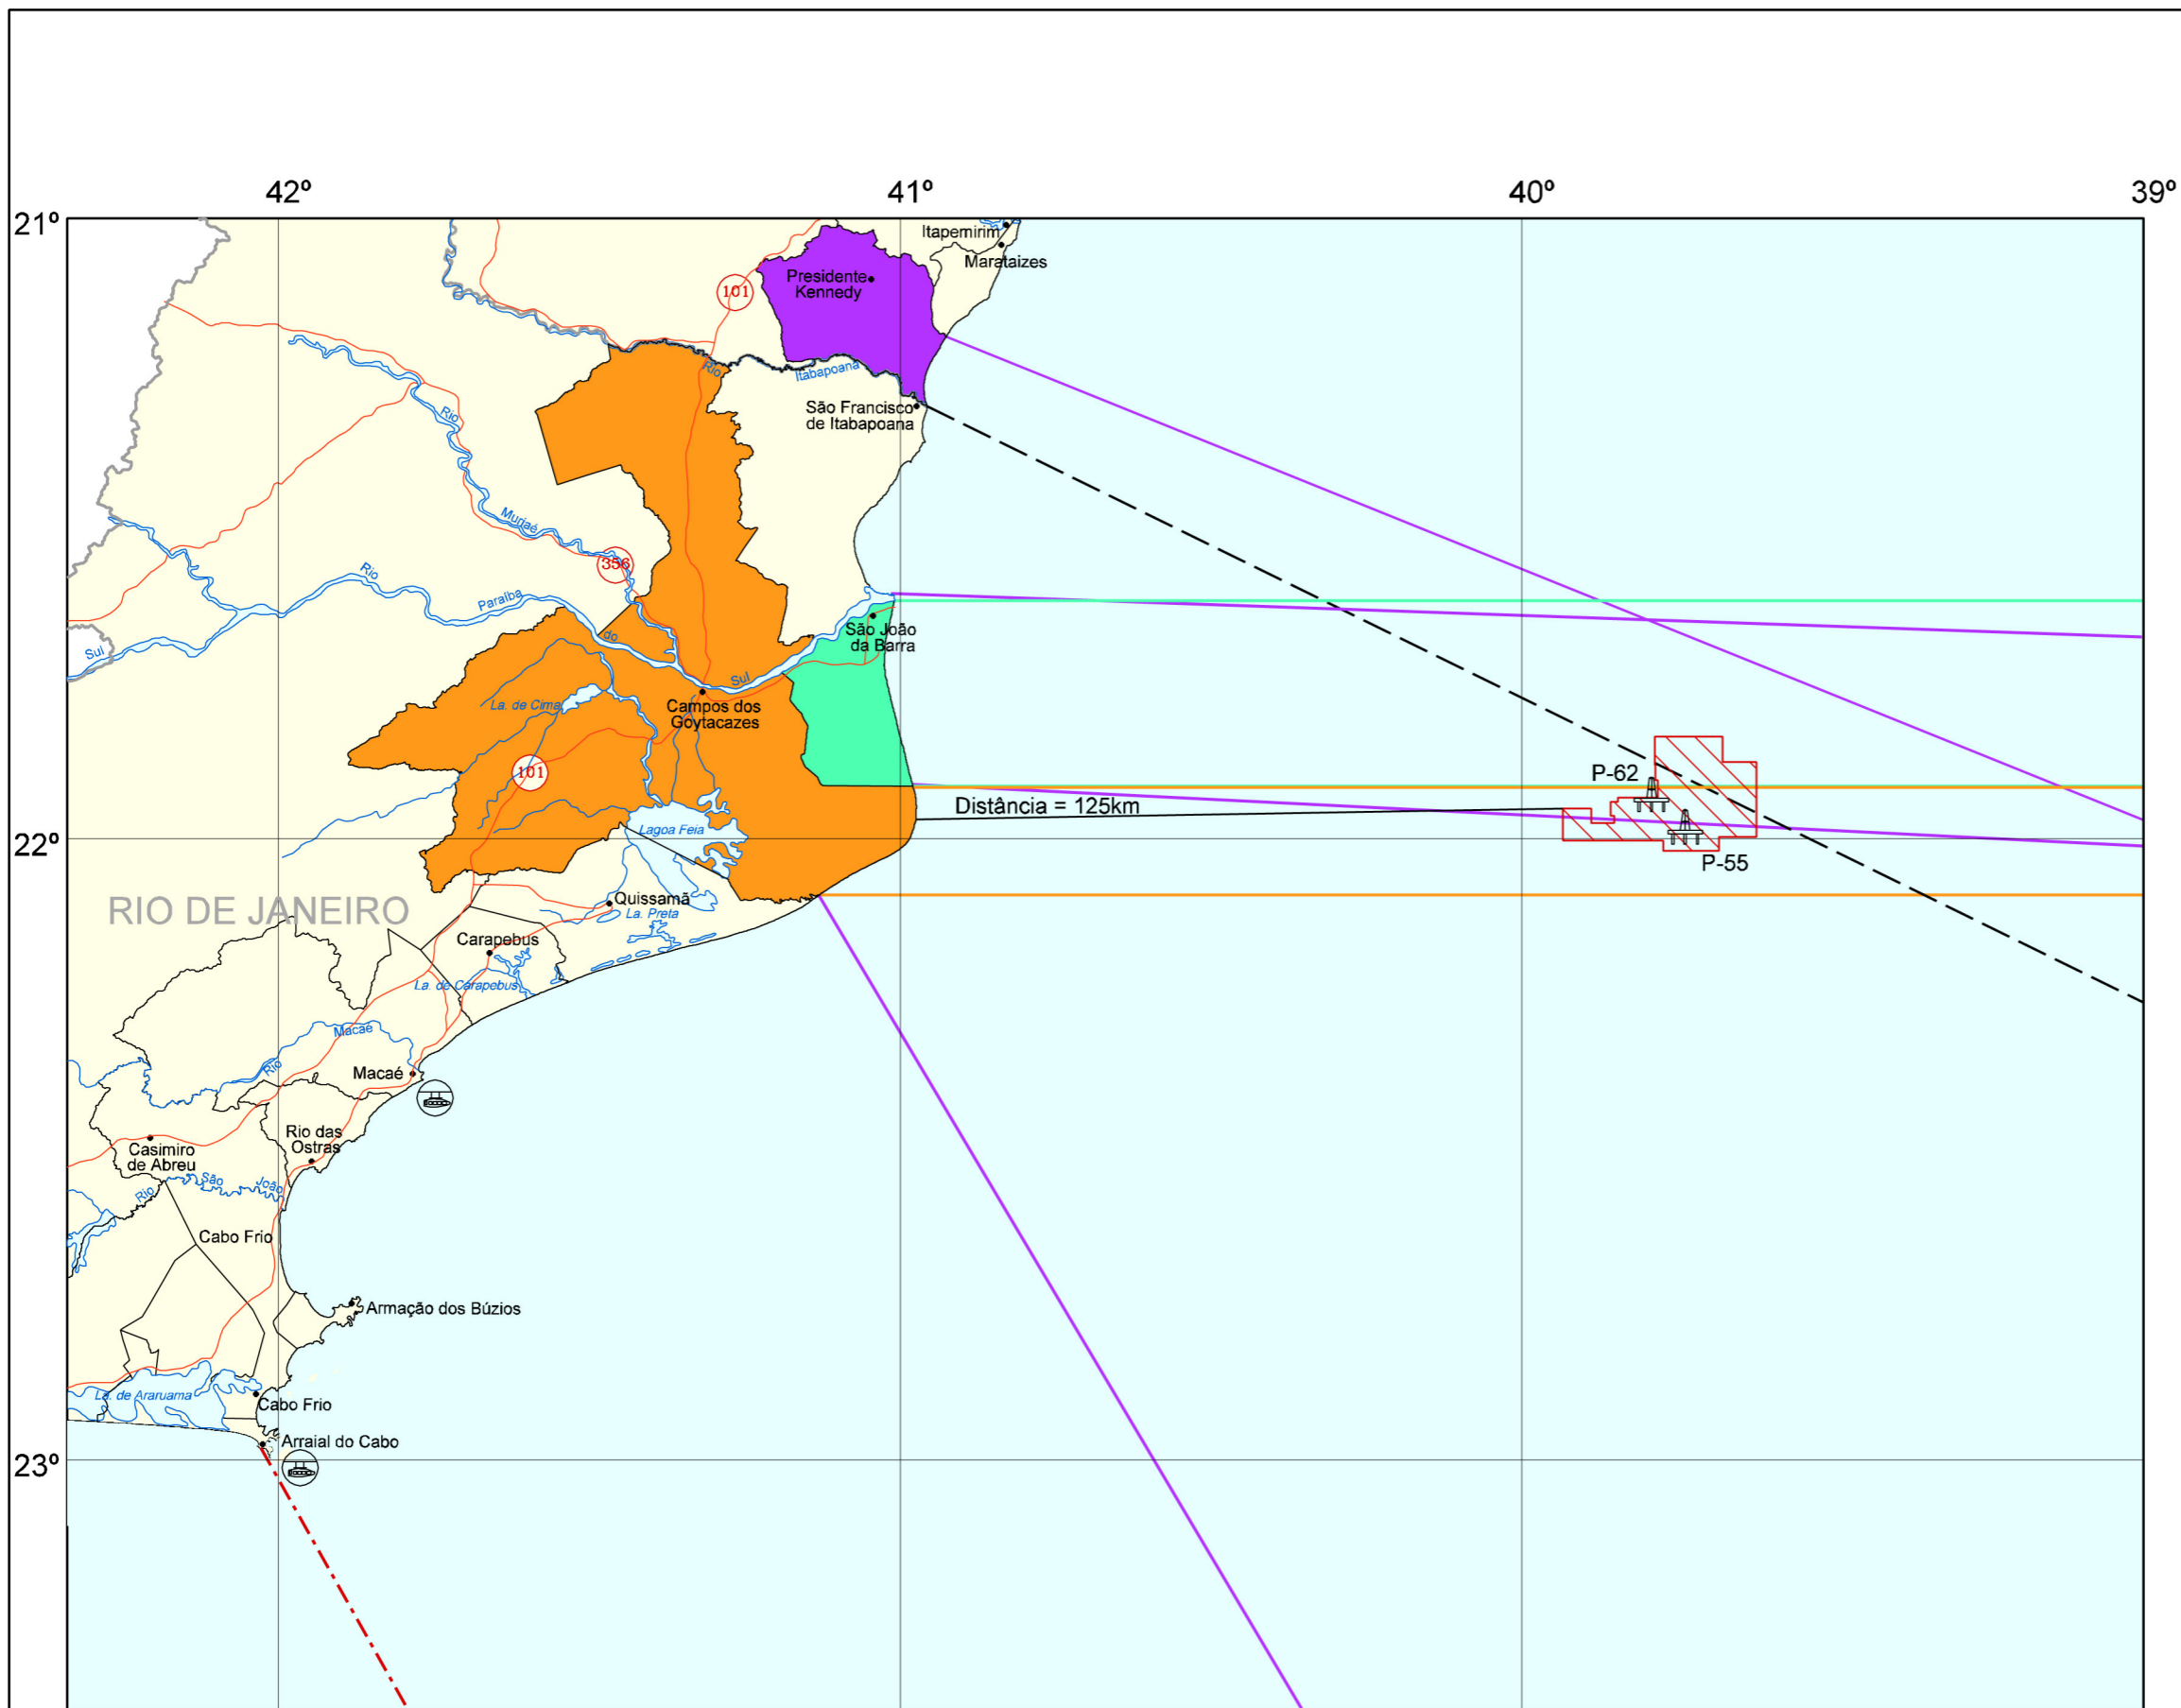 42º
41º
40º
39º
21º
Itapemirim
Marataizes
Presidente
Kennedy
101
Rio
Itabapoana
São Francisco
de Itabapoana
Rio
Muriaé
356
Rio
Paraíba
do
Sul
Sul
São João
da Barra
La. de Cima
Campos dos
Goytacazes
101
P-62
Distância = 125km
Lagoa Feia
22º
P-55
RIO DE JANEIRO
Quissamã
La. Preta
Carapebus
La. de Carapebus
Macaé
Rio
Macaé
Rio das
Ostras
Casimiro
de Abreu
Rio
São
João
Cabo Frio
Armação dos Búzios
La. de Araruama
Cabo Frio
Arraial do Cabo
23º